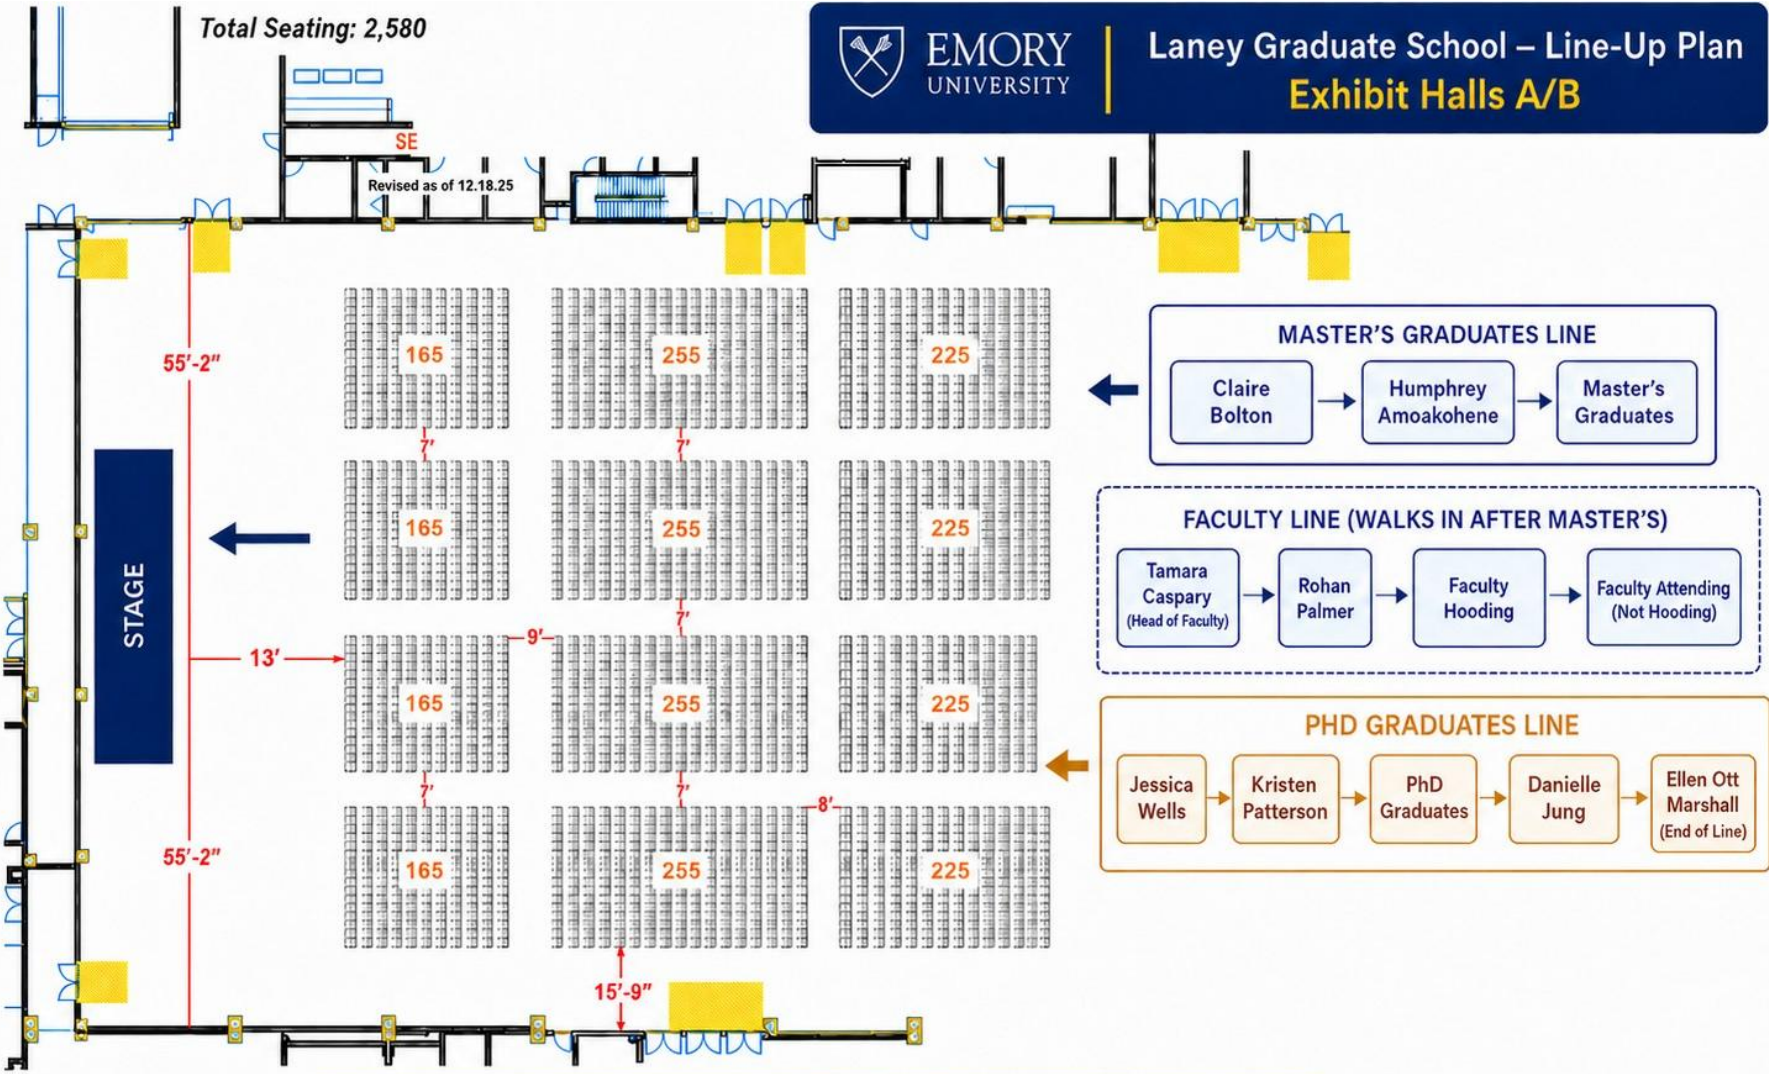 Total Seating: 2,580
EMORY
UNIVERSITY
Laney Graduate School – Line-Up Plan
Exhibit Halls A/B
SE
Revised as of 12.18.25
55'-2"
165
255
225
7'
7'
165
255
225
7'
9'
13'
165
255
225
7'
7'
8'
55'-2"
165
255
225
15'-9"
STAGE
MASTER'S GRADUATES LINE
Claire
Bolton
Humphrey
Amoakohene
Master's
Graduates
FACULTY LINE (WALKS IN AFTER MASTER'S)
Tamara
Caspary
(Head of Faculty)
Rohan
Palmer
Faculty
Hooding
Faculty Attending
(Not Hooding)
PHD GRADUATES LINE
Jessica
Wells
Kristen
Patterson
PhD
Graduates
Danielle
Jung
Ellen Ott
Marshall
(End of Line)